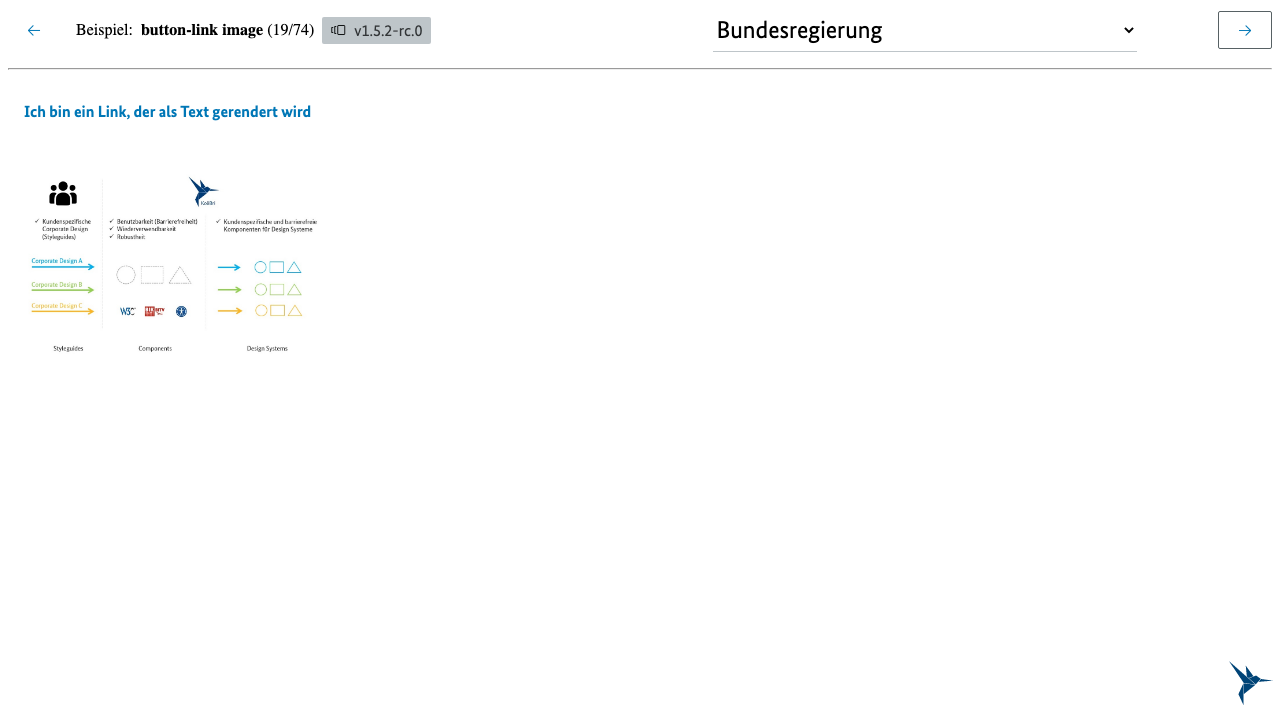 Beispiel: button-link image (19/74) v1.5.2-rc.0
Bundesregierung
Ich bin ein Link, der als Text gerendert wird
KoliBri
✓ Kundenspezifische
Corporate Design
(Styleguides)
✓ Benutzbarkeit (Barrierefreiheit)
✓ Wiederverwendbarkeit
✓ Robustheit
✓ Kundenspezifische und barrierefreie
Komponenten für Design Systeme
Corporate Design A
Corporate Design B
Corporate Design C
W3C
Styleguides
Components
Design Systems